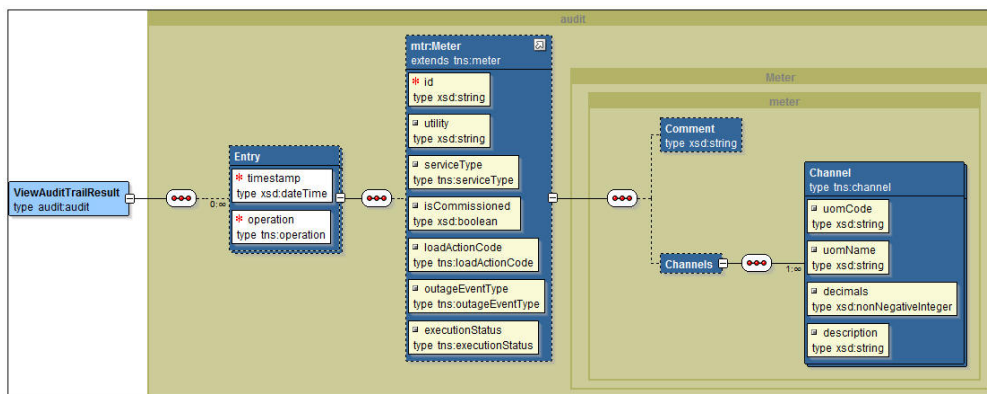 audit
mtr:Meter
extends tns:meter
* id
type xsd:string
utility
type xsd:string
serviceType
type tns:serviceType
isCommissioned
type xsd:boolean
loadActionCode
type tns:loadActionCode
outageEventType
type tns:outageEventType
executionStatus
type tns:executionStatus
Entry
* timestamp
type xsd:dateTime
* operation
type tns:operation
ViewAuditTrailResult
type audit:audit
0:∞
Meter
meter
Comment
type xsd:string
Channels
1:∞
Channel
type tns:channel
uomCode
type xsd:string
uomName
type xsd:string
decimals
type xsd:nonNegativeInteger
description
type xsd:string